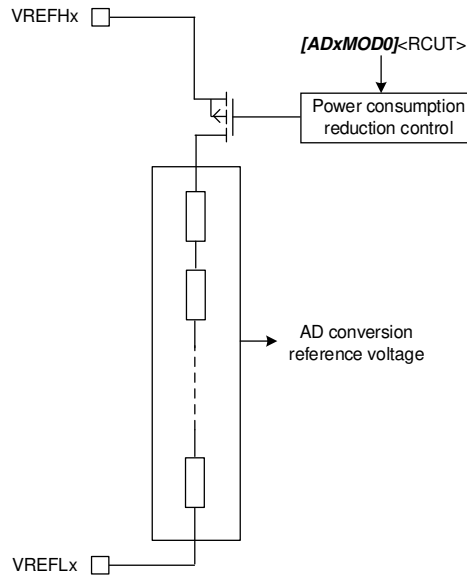 VREFHx
[ADxMOD0]<RCUT>
Power consumption
reduction control
AD conversion
reference voltage
VREFLx